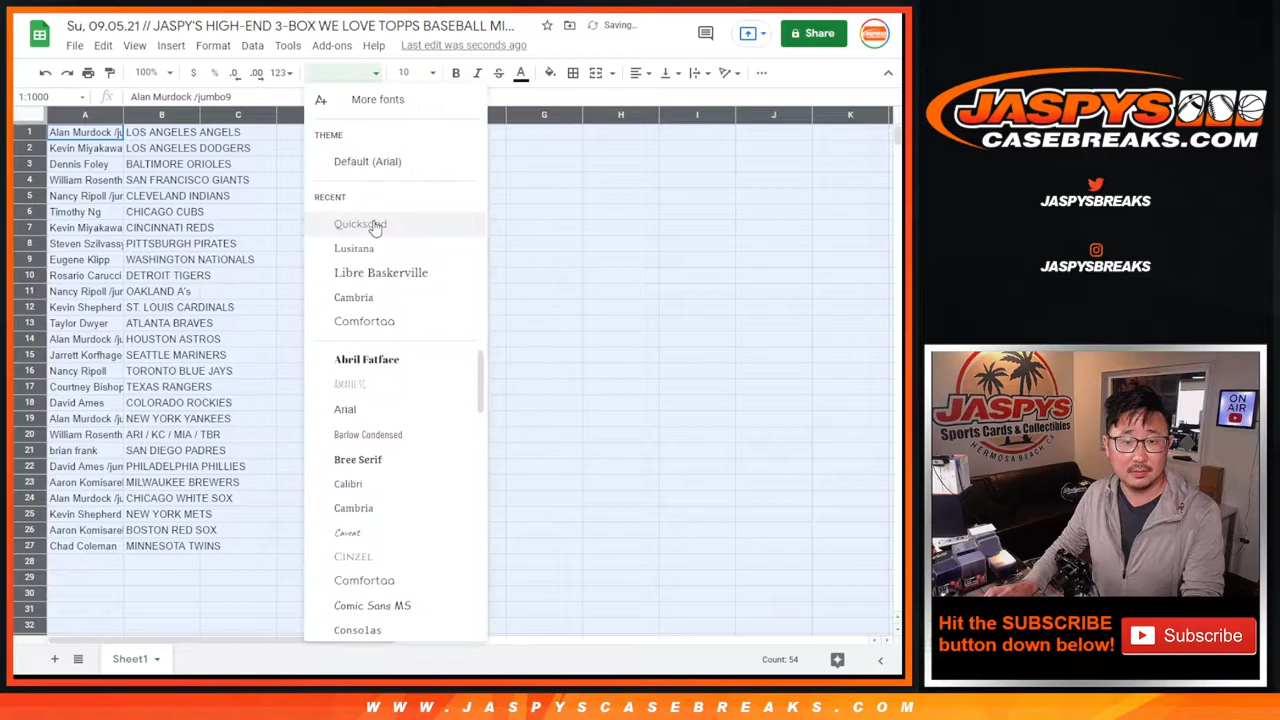 Su, 09.05.21 // JASPY'S HIGH-END 3-BOX WE LOVE TOPPS BASEBALL MI...
Saving...
Share
File Edit View Insert Format Data Tools Add-ons Help Last edit was seconds ago
100% $ % .0 .00 123 10 B I S A
1:1000 fx Alan Murdock /jumbo9
A B C G H I J K
1 Alan Murdock /ju LOS ANGELES ANGELS
2 Kevin Miyakawa LOS ANGELES DODGERS
3 Dennis Foley BALTIMORE ORIOLES
4 William Rosenth SAN FRANCISCO GIANTS
5 Nancy Ripoll /jur CLEVELAND INDIANS
6 Timothy Ng CHICAGO CUBS
7 Kevin Miyakawa CINCINNATI REDS
8 Steven Szilvassy PITTSBURGH PIRATES
9 Eugene Klipp WASHINGTON NATIONALS
10 Rosario Carucci DETROIT TIGERS
11 Nancy Ripoll /jur OAKLAND A's
12 Kevin Shepherd ST. LOUIS CARDINALS
13 Taylor Dwyer ATLANTA BRAVES
14 Alan Murdock /ju HOUSTON ASTROS
15 Jarrett Korfhage SEATTLE MARINERS
16 Nancy Ripoll TORONTO BLUE JAYS
17 Courtney Bishop TEXAS RANGERS
18 David Ames COLORADO ROCKIES
19 Alan Murdock /ju NEW YORK YANKEES
20 William Rosenth ARI / KC / MIA / TBR
21 brian frank SAN DIEGO PADRES
22 David Ames /jum PHILADELPHIA PHILLIES
23 Aaron Komisarel MILWAUKEE BREWERS
24 Alan Murdock /ju CHICAGO WHITE SOX
25 Kevin Shepherd NEW YORK METS
26 Aaron Komisarel BOSTON RED SOX
27 Chad Coleman MINNESOTA TWINS
28
29
30
31
32
More fonts
THEME
Default (Arial)
RECENT
Quicksand
Lusitana
Libre Baskerville
Cambria
Comfortaa
Abril Fatface
AMATIC SC
Arial
Barlow Condensed
Bree Serif
Calibri
Cambria
Caveat
CINZEL
Comfortaa
Comic Sans MS
Consolas
Sheet1
Count: 54
JASPYS
CASEBREAKS.COM
JASPYSBREAKS
JASPYSBREAKS
JASPYS
Sports Cards & Collectibles
HERMOSA BEACH, CA
ON AIR
Hit the SUBSCRIBE
button down below!
Subscribe
WWW.JASPYSCASEBREAKS.COM